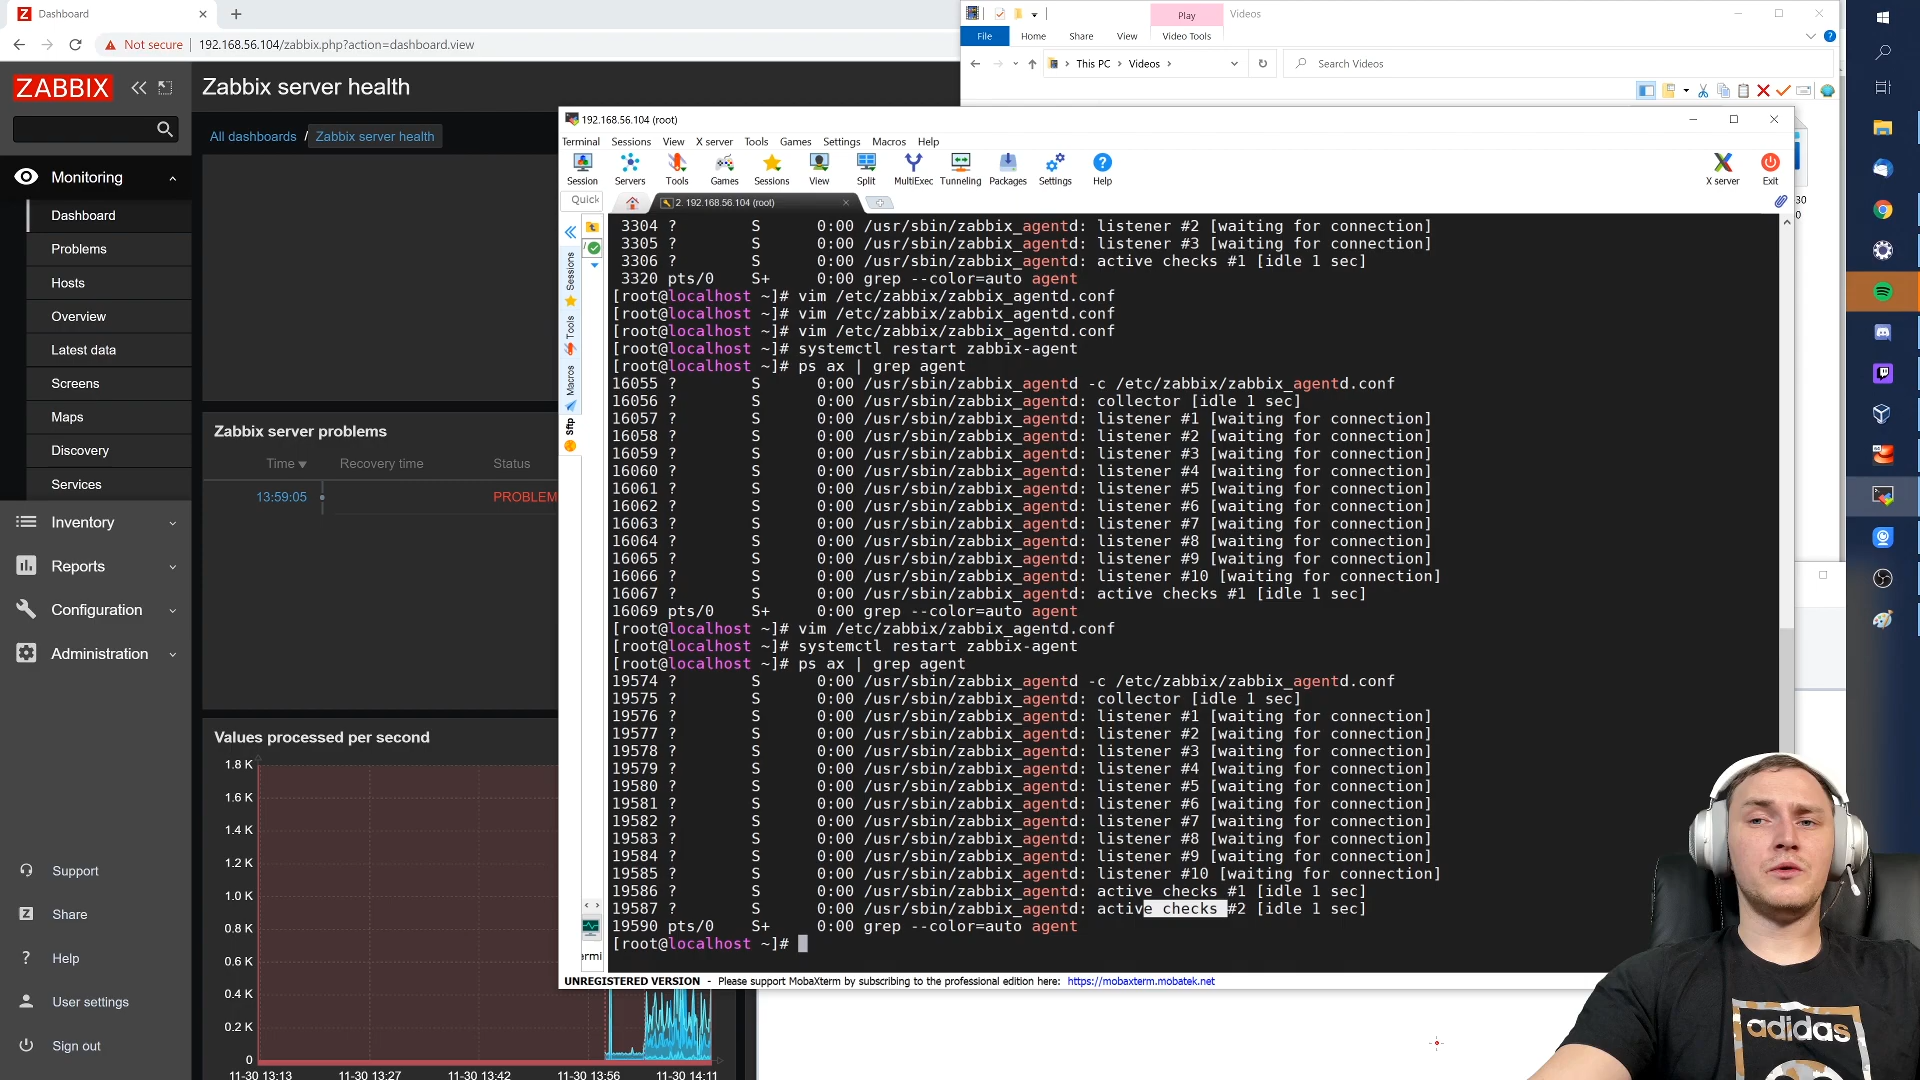 Dashboard
Not secure
192.168.56.104/zabbix.php?action=dashboard.view
ZABBIX
Monitoring
Dashboard
Problems
Hosts
Overview
Latest data
Screens
Maps
Discovery
Services
Inventory
Reports
Configuration
Administration
Support
Share
Help
User settings
Sign out
Zabbix server health
All dashboards / Zabbix server health
Zabbix server problems
Time Recovery time Status
13:59:05 PROBLEM
Values processed per second
1.8 K
1.6 K
1.4 K
1.2 K
1.0 K
0.8 K
0.6 K
0.4 K
0.2 K
0
11-30 13:13 11-30 13:27 11-30 13:42 11-30 13:56 11-30 14:11
Play Videos
File Home Share View Video Tools
This PC Videos Search Videos
192.168.56.104 (root)
Terminal Sessions View X server Tools Games Settings Macros Help
Session Servers Tools Games Sessions View Split MultiExec Tunneling Packages Settings Help X server Exit
Quick
2. 192.168.56.104 (root)
Sessions
Tools
Macros
Sftp
3304 ? S 0:00 /usr/sbin/zabbix_agentd: listener #2 [waiting for connection]
3305 ? S 0:00 /usr/sbin/zabbix_agentd: listener #3 [waiting for connection]
3306 ? S 0:00 /usr/sbin/zabbix_agentd: active checks #1 [idle 1 sec]
3320 pts/0 S+ 0:00 grep --color=auto agent
[root@localhost ~]# vim /etc/zabbix/zabbix_agentd.conf
[root@localhost ~]# vim /etc/zabbix/zabbix_agentd.conf
[root@localhost ~]# vim /etc/zabbix/zabbix_agentd.conf
[root@localhost ~]# systemctl restart zabbix-agent
[root@localhost ~]# ps ax | grep agent
16055 ? S 0:00 /usr/sbin/zabbix_agentd -c /etc/zabbix/zabbix_agentd.conf
16056 ? S 0:00 /usr/sbin/zabbix_agentd: collector [idle 1 sec]
16057 ? S 0:00 /usr/sbin/zabbix_agentd: listener #1 [waiting for connection]
16058 ? S 0:00 /usr/sbin/zabbix_agentd: listener #2 [waiting for connection]
16059 ? S 0:00 /usr/sbin/zabbix_agentd: listener #3 [waiting for connection]
16060 ? S 0:00 /usr/sbin/zabbix_agentd: listener #4 [waiting for connection]
16061 ? S 0:00 /usr/sbin/zabbix_agentd: listener #5 [waiting for connection]
16062 ? S 0:00 /usr/sbin/zabbix_agentd: listener #6 [waiting for connection]
16063 ? S 0:00 /usr/sbin/zabbix_agentd: listener #7 [waiting for connection]
16064 ? S 0:00 /usr/sbin/zabbix_agentd: listener #8 [waiting for connection]
16065 ? S 0:00 /usr/sbin/zabbix_agentd: listener #9 [waiting for connection]
16066 ? S 0:00 /usr/sbin/zabbix_agentd: listener #10 [waiting for connection]
16067 ? S 0:00 /usr/sbin/zabbix_agentd: active checks #1 [idle 1 sec]
16069 pts/0 S+ 0:00 grep --color=auto agent
[root@localhost ~]# vim /etc/zabbix/zabbix_agentd.conf
[root@localhost ~]# systemctl restart zabbix-agent
[root@localhost ~]# ps ax | grep agent
19574 ? S 0:00 /usr/sbin/zabbix_agentd -c /etc/zabbix/zabbix_agentd.conf
19575 ? S 0:00 /usr/sbin/zabbix_agentd: collector [idle 1 sec]
19576 ? S 0:00 /usr/sbin/zabbix_agentd: listener #1 [waiting for connection]
19577 ? S 0:00 /usr/sbin/zabbix_agentd: listener #2 [waiting for connection]
19578 ? S 0:00 /usr/sbin/zabbix_agentd: listener #3 [waiting for connection]
19579 ? S 0:00 /usr/sbin/zabbix_agentd: listener #4 [waiting for connection]
19580 ? S 0:00 /usr/sbin/zabbix_agentd: listener #5 [waiting for connection]
19581 ? S 0:00 /usr/sbin/zabbix_agentd: listener #6 [waiting for connection]
19582 ? S 0:00 /usr/sbin/zabbix_agentd: listener #7 [waiting for connection]
19583 ? S 0:00 /usr/sbin/zabbix_agentd: listener #8 [waiting for connection]
19584 ? S 0:00 /usr/sbin/zabbix_agentd: listener #9 [waiting for connection]
19585 ? S 0:00 /usr/sbin/zabbix_agentd: listener #10 [waiting for connection]
19586 ? S 0:00 /usr/sbin/zabbix_agentd: active checks #1 [idle 1 sec]
19587 ? S 0:00 /usr/sbin/zabbix_agentd: active checks #2 [idle 1 sec]
19590 pts/0 S+ 0:00 grep --color=auto agent
[root@localhost ~]#
UNREGISTERED VERSION - Please support MobaXterm by subscribing to the professional edition here: https://mobaxterm.mobatek.net
adidas